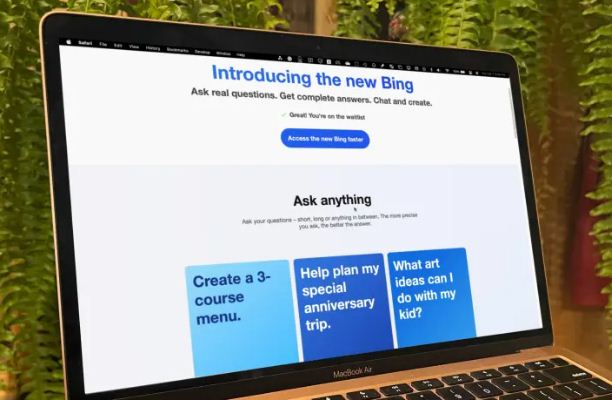 Safari File Edit View History Bookmarks Develop Window Help
Introducing the new Bing
Ask real questions. Get complete answers. Chat and create.
Great! You're on the waitlist
Access the new Bing faster
Ask anything
Ask your questions – short, long or anything in between. The more precise
you ask, the better the answer.
Create a 3-
course
menu.
Help plan my
special
anniversary
trip.
What art
ideas can I
do with my
kid?
MacBook Air